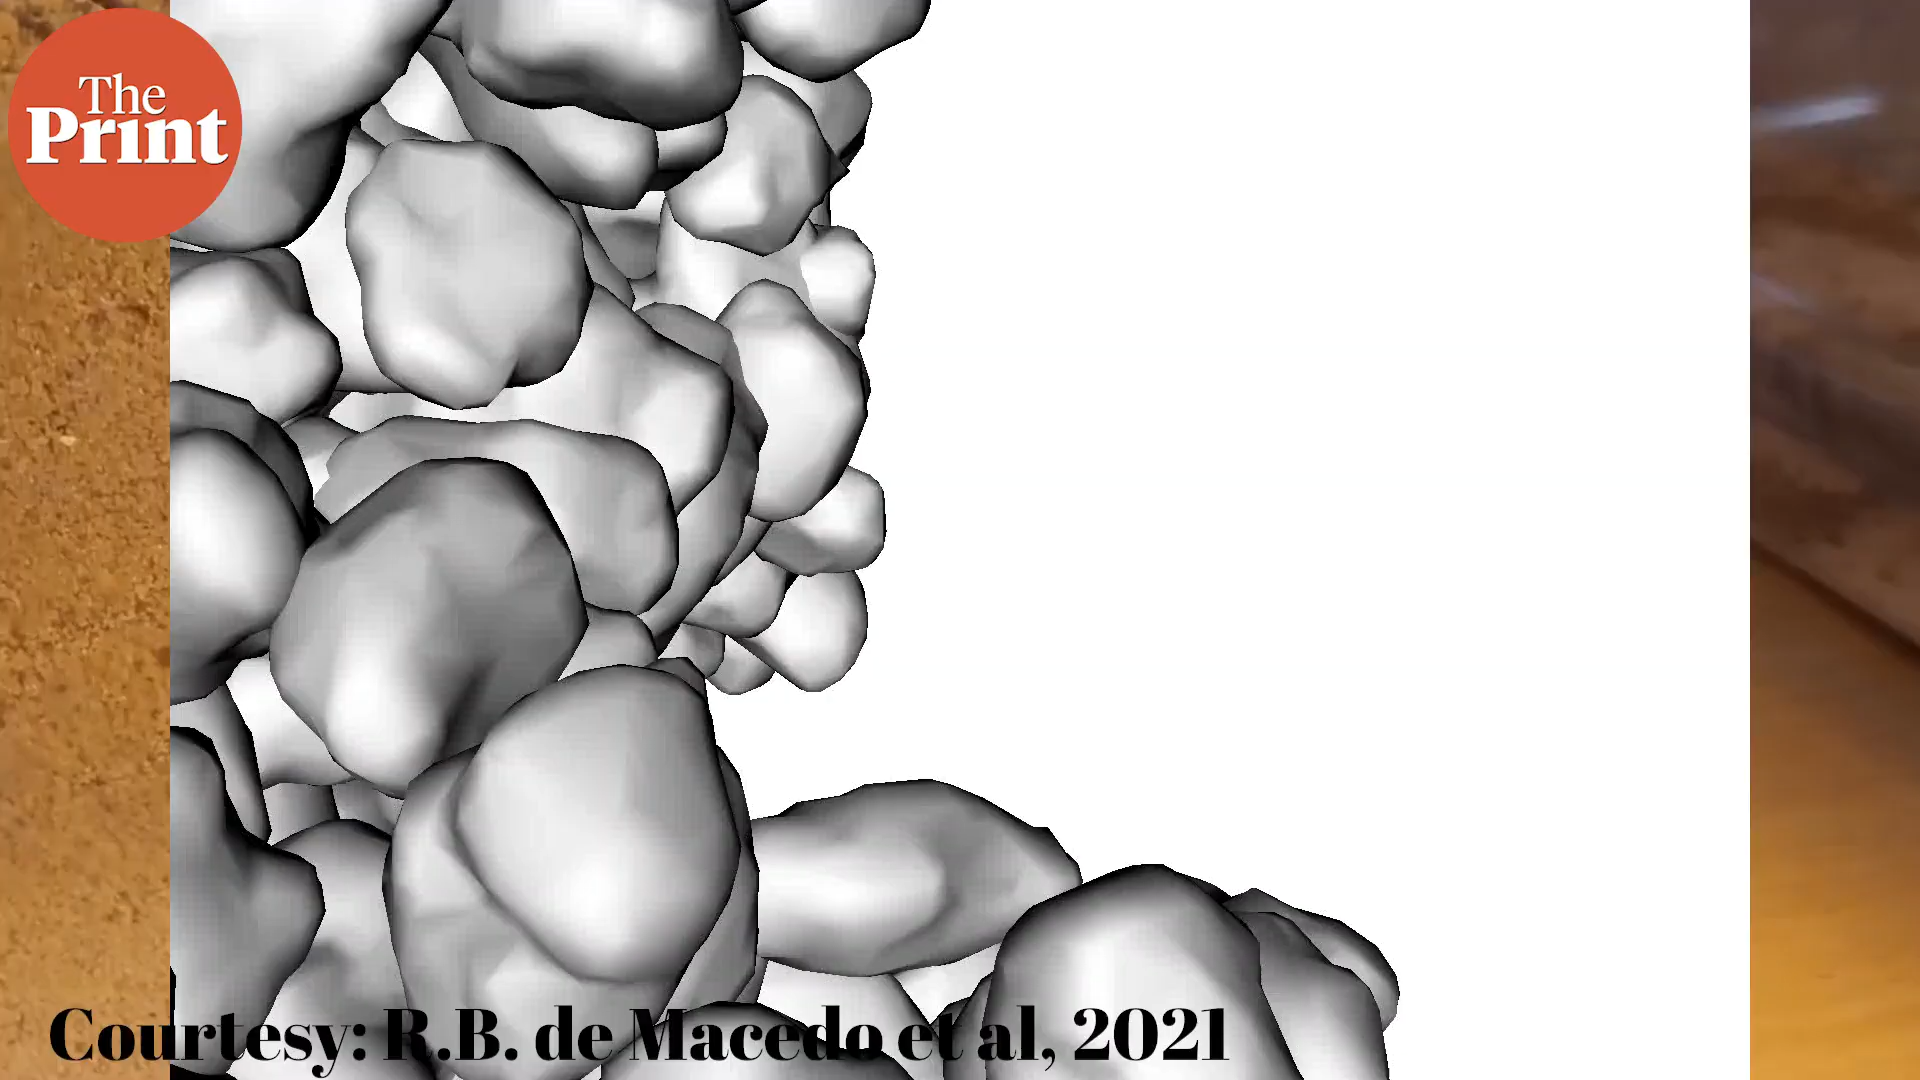 The
Print
Courtesy: R.B. de Macedo et al, 2021